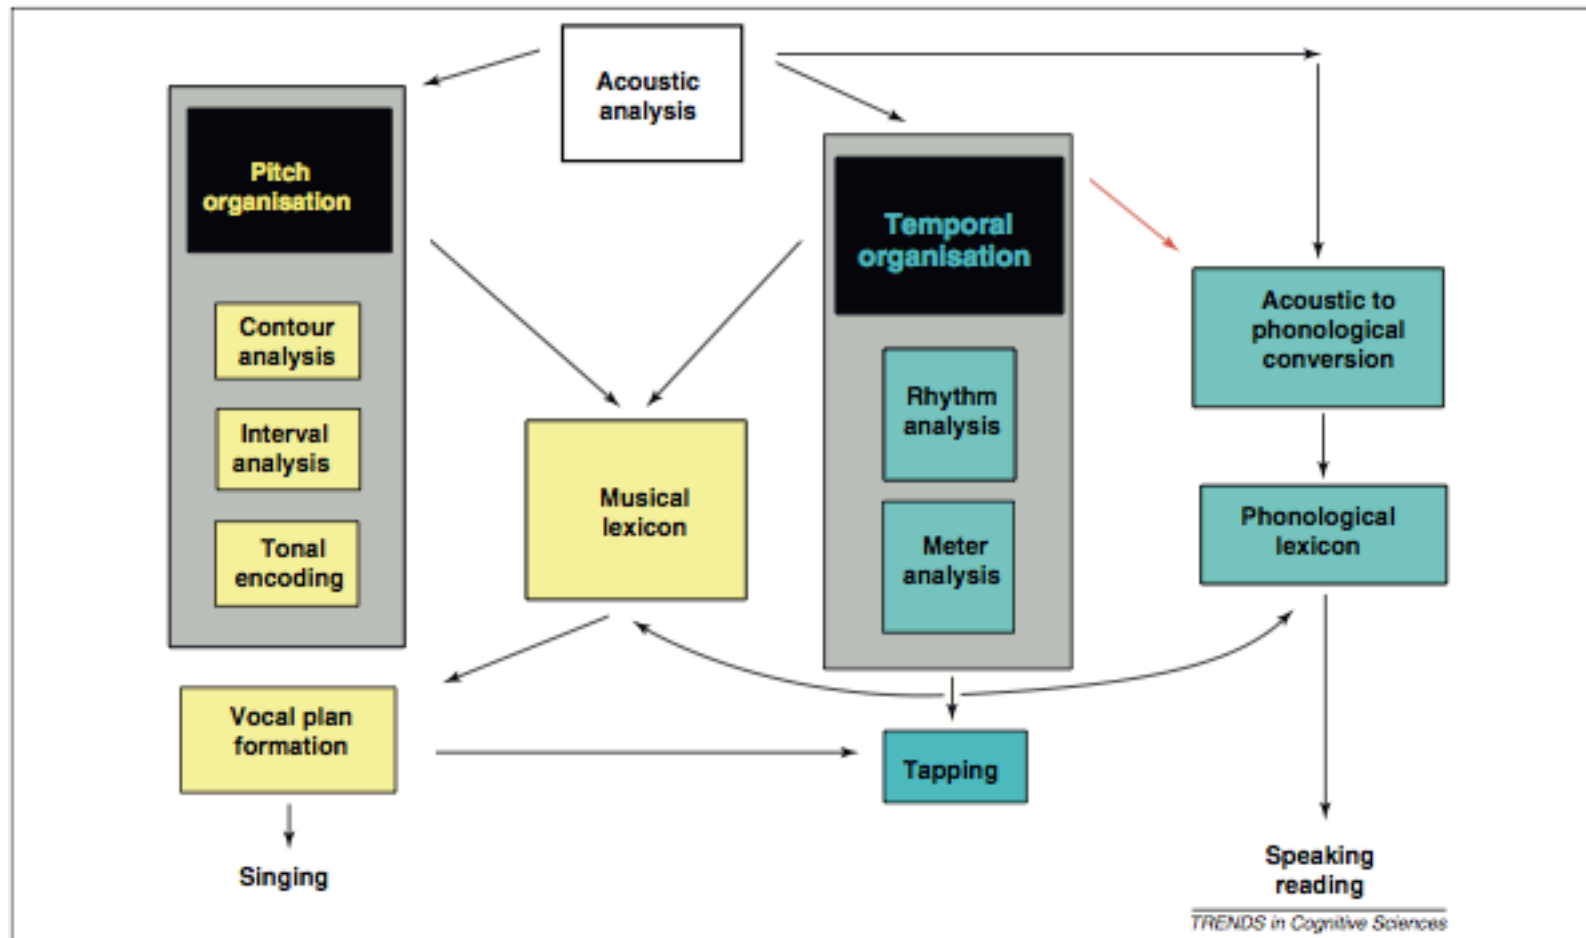 Acoustic
analysis
Pitch
organisation
Contour
analysis
Interval
analysis
Tonal
encoding
Temporal
organisation
Rhythm
analysis
Meter
analysis
Acoustic to
phonological
conversion
Musical
lexicon
Phonological
lexicon
Vocal plan
formation
Tapping
Singing
Speaking
reading
TRENDS in Cognitive Sciences